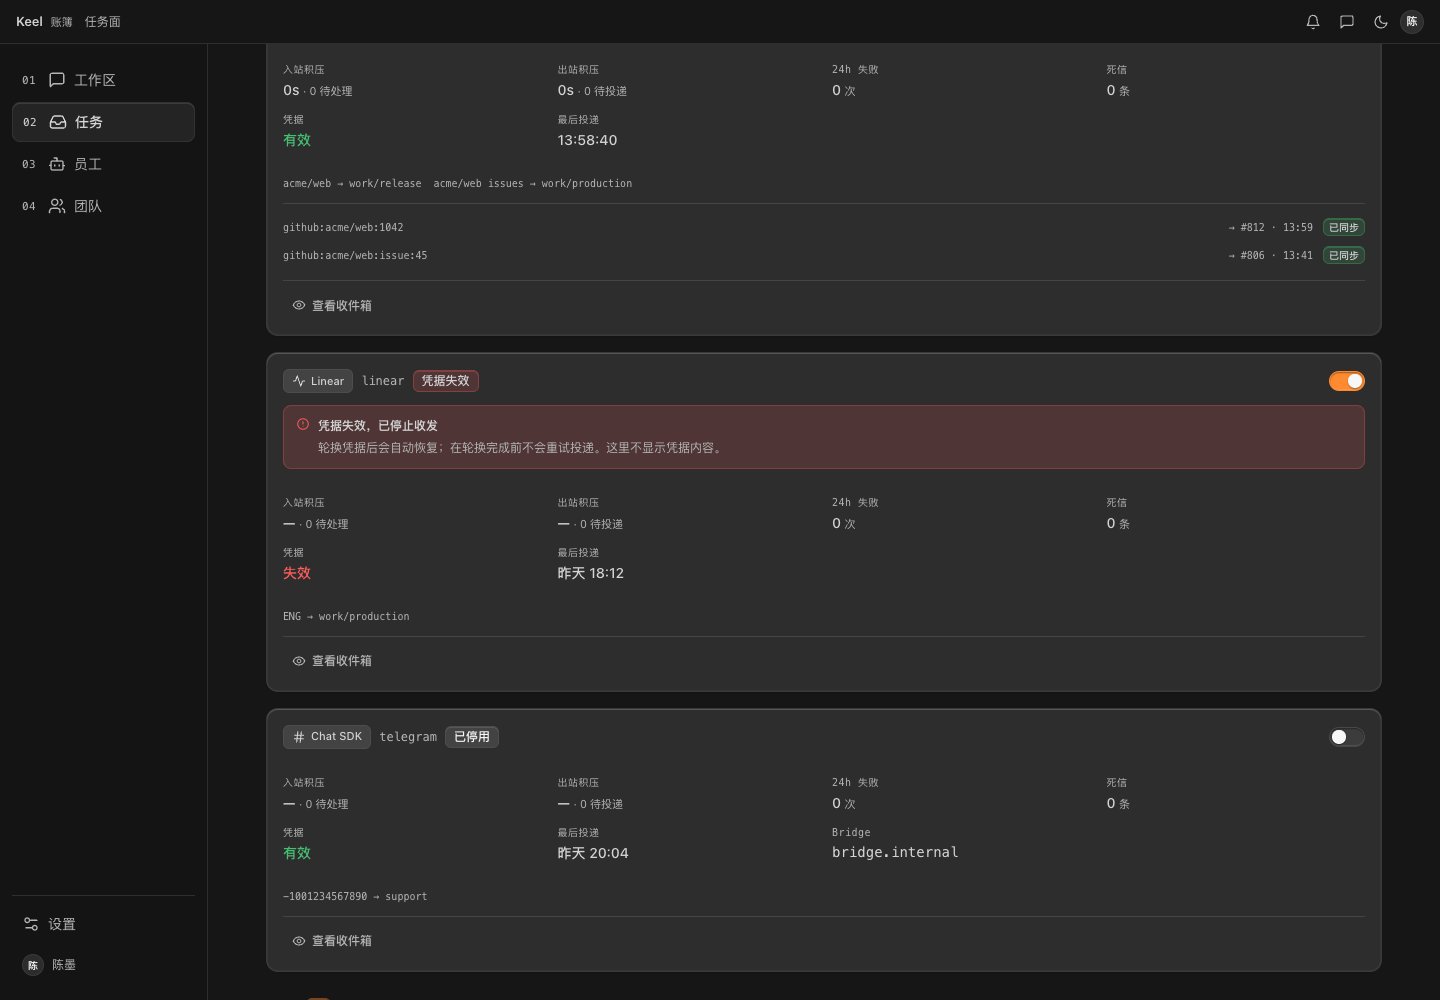 Keel 账簿 任务面
陈
01 工作区
02 任务
03 员工
04 团队
设置
陈 陈墨
入站积压 出站积压 24h 失败 死信
0s · 0 待处理 0s · 0 待投递 0 次 0 条
凭据 最后投递
有效 13:58:40
acme/web → work/release acme/web issues → work/production
github:acme/web:1042 → #812 · 13:59 已同步
github:acme/web:issue:45 → #806 · 13:41 已同步
查看收件箱
Linear linear 凭据失效
凭据失效，已停止收发
轮换凭据后会自动恢复；在轮换完成前不会重试投递。这里不显示凭据内容。
入站积压 出站积压 24h 失败 死信
— · 0 待处理 — · 0 待投递 0 次 0 条
凭据 最后投递
失效 昨天 18:12
ENG → work/production
查看收件箱
Chat SDK telegram 已停用
入站积压 出站积压 24h 失败 死信
— · 0 待处理 — · 0 待投递 0 次 0 条
凭据 最后投递 Bridge
有效 昨天 20:04 bridge.internal
-1001234567890 → support
查看收件箱